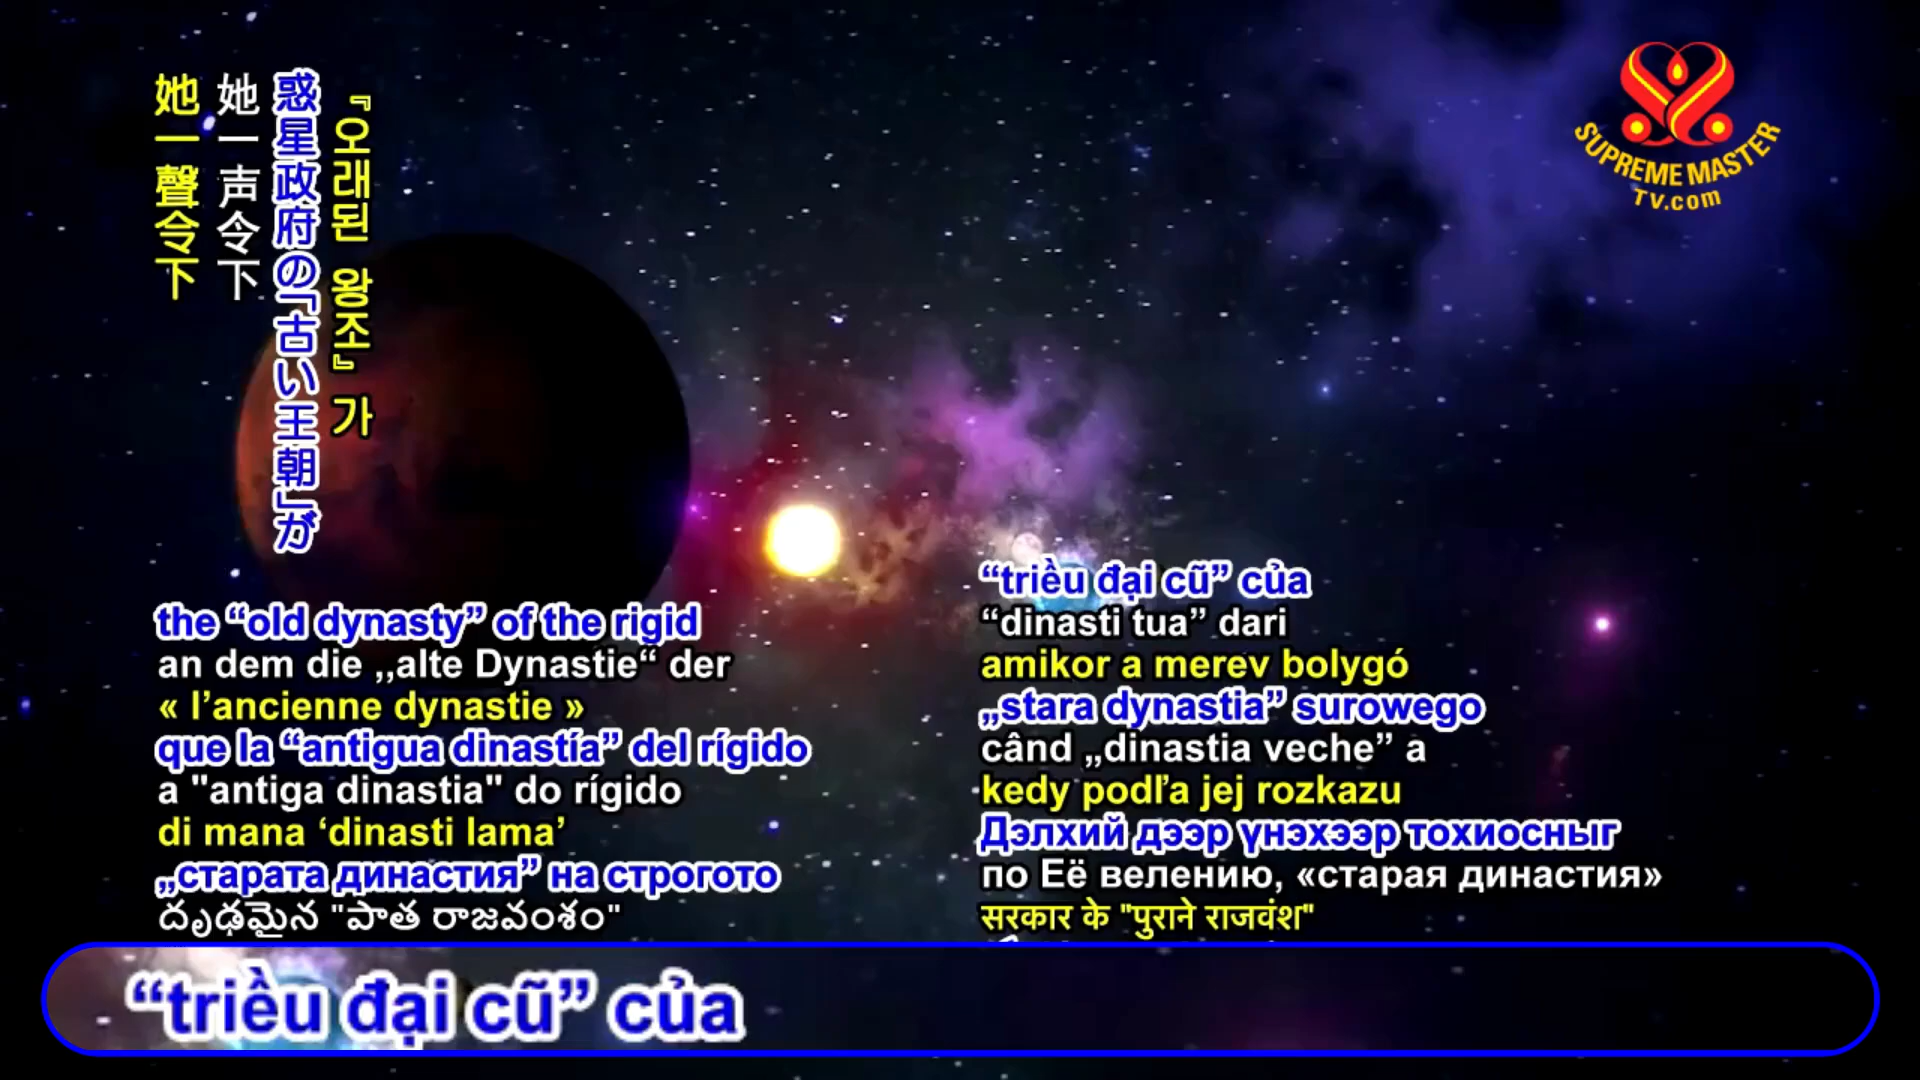 她一聲令下
她一声令下
惑星政府の「古い王朝」が
『오래된 왕조』가
SUPREME MASTER
TV.com
the “old dynasty” of the rigid
an dem die ,,alte Dynastie“ der
« l’ancienne dynastie »
que la “antigua dinastía” del rígido
a "antiga dinastia" do rígido
di mana ‘dinasti lama’
„старата династия” на строгото
దృఢమైన "పాత రాజవంశం"
“triều đại cũ” của
“dinasti tua” dari
amikor a merev bolygó
„stara dynastia” surowego
când „dinastia veche” a
kedy podľa jej rozkazu
Дэлхий дээр үнэхээр тохиосныг
по Её велению, «старая династия»
सरकार के "पुराने राजवंश"
“triều đại cũ” của